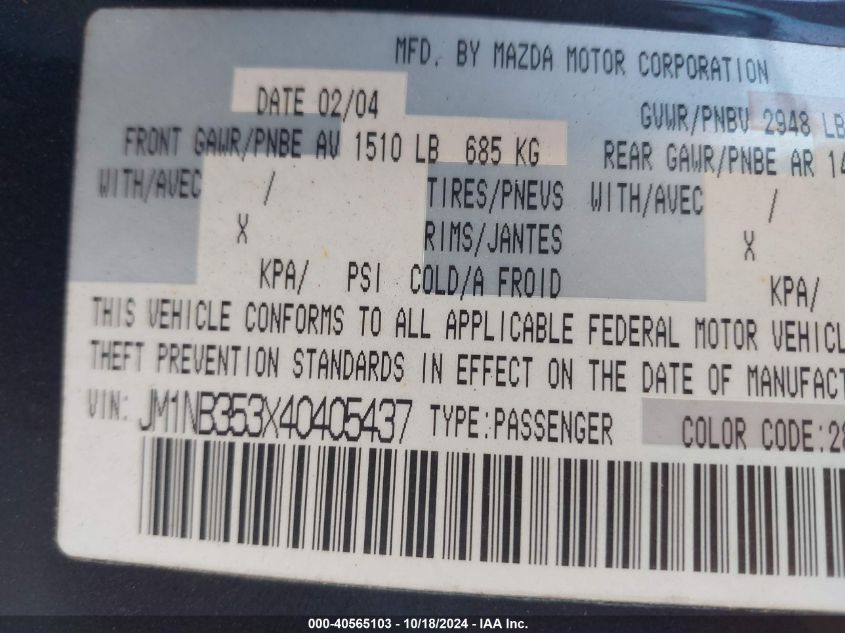 MFD. BY MAZDA MOTOR CORPORATION
DATE 02/04 GVWR/PNBV 2948 LB
FRONT GAWR/PNBE AV 1510 LB 685 KG REAR GAWR/PNBE AR 14
WITH/AVEC / TIRES/PNEUS WITH/AVEC /
X RIMS/JANTES X
KPA/ PSI COLD/A FROID KPA/
THIS VEHICLE CONFORMS TO ALL APPLICABLE FEDERAL MOTOR VEHICL
THEFT PREVENTION STANDARDS IN EFFECT ON THE DATE OF MANUFACT
VIN: JM1NB353X40405437 TYPE:PASSENGER COLOR CODE:28
000-40565103 - 10/18/2024 - IAA Inc.